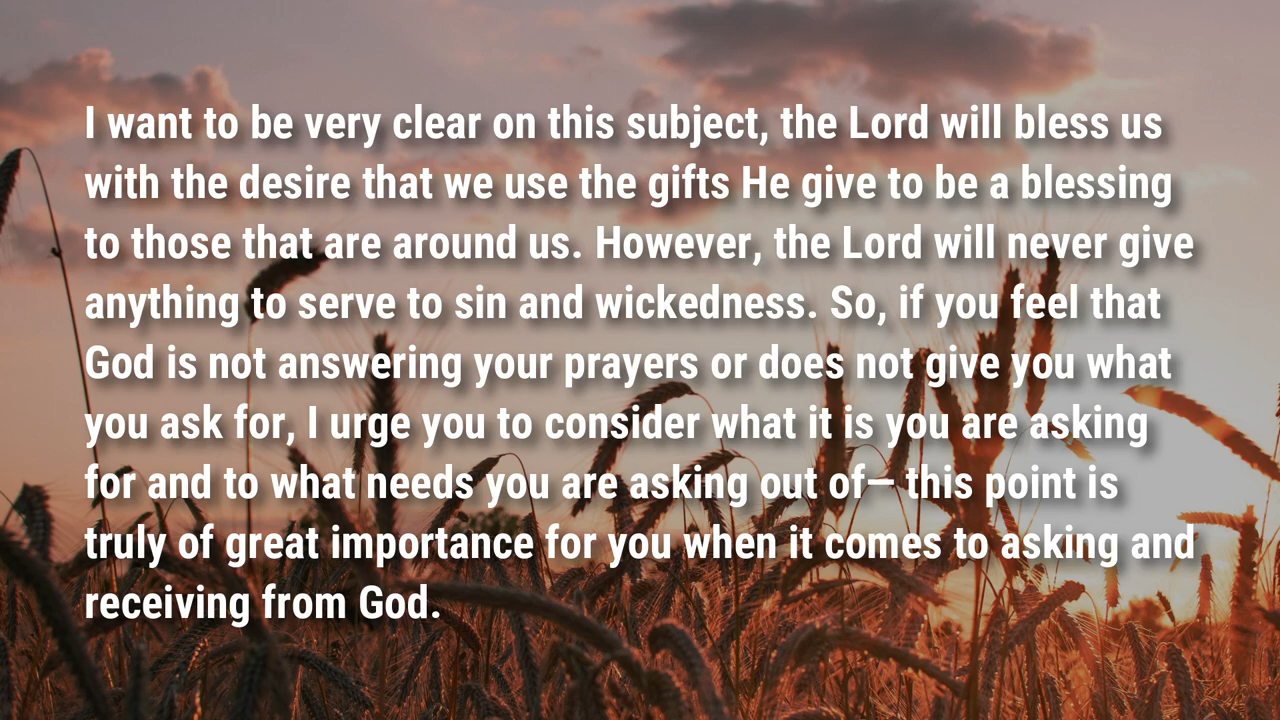 I want to be very clear on this subject, the Lord will bless us
with the desire that we use the gifts He give to be a blessing
to those that are around us. However, the Lord will never give
anything to serve to sin and wickedness. So, if you feel that
God is not answering your prayers or does not give you what
you ask for, I urge you to consider what it is you are asking
for and to what needs you are asking out of— this point is
truly of great importance for you when it comes to asking and
receiving from God.